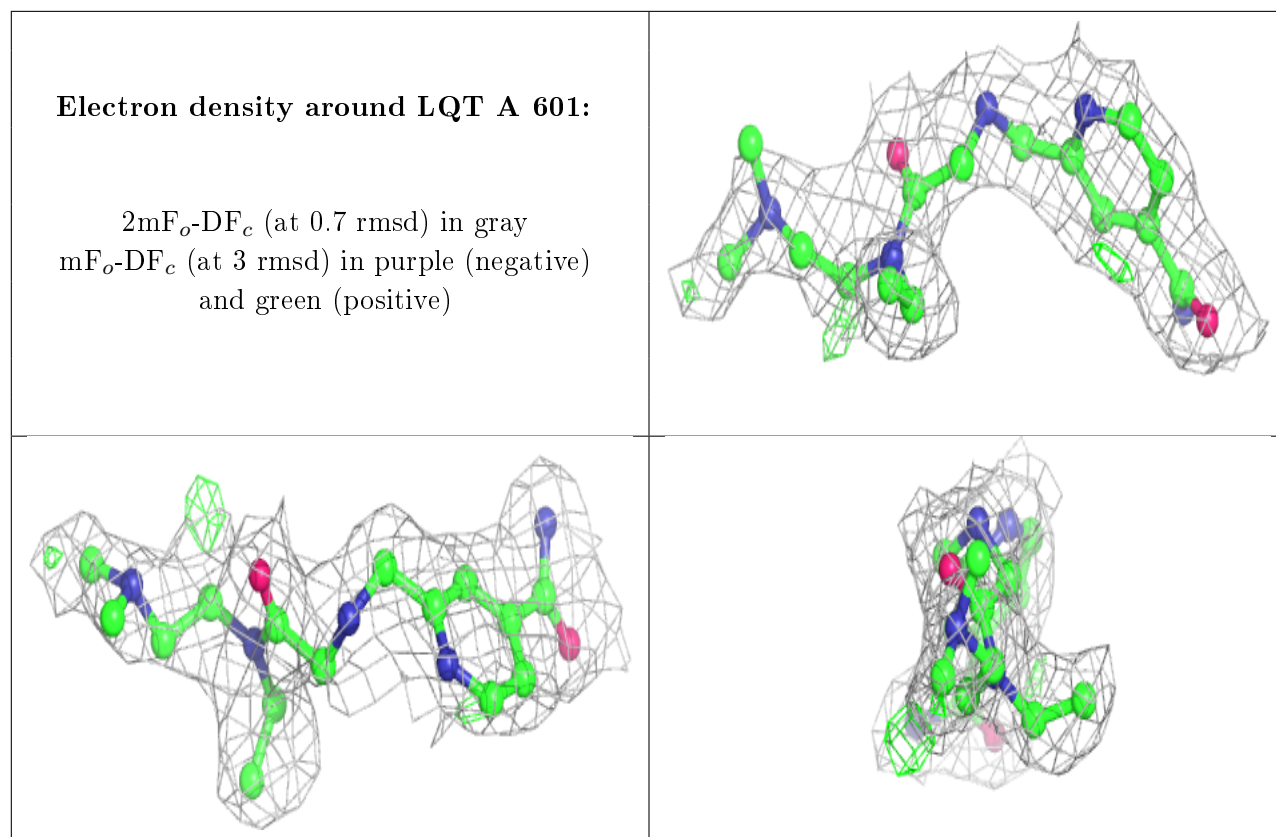 Electron density around LQT A 601:
2mFo-DFc (at 0.7 rmsd) in gray
mFo-DFc (at 3 rmsd) in purple (negative)
and green (positive)